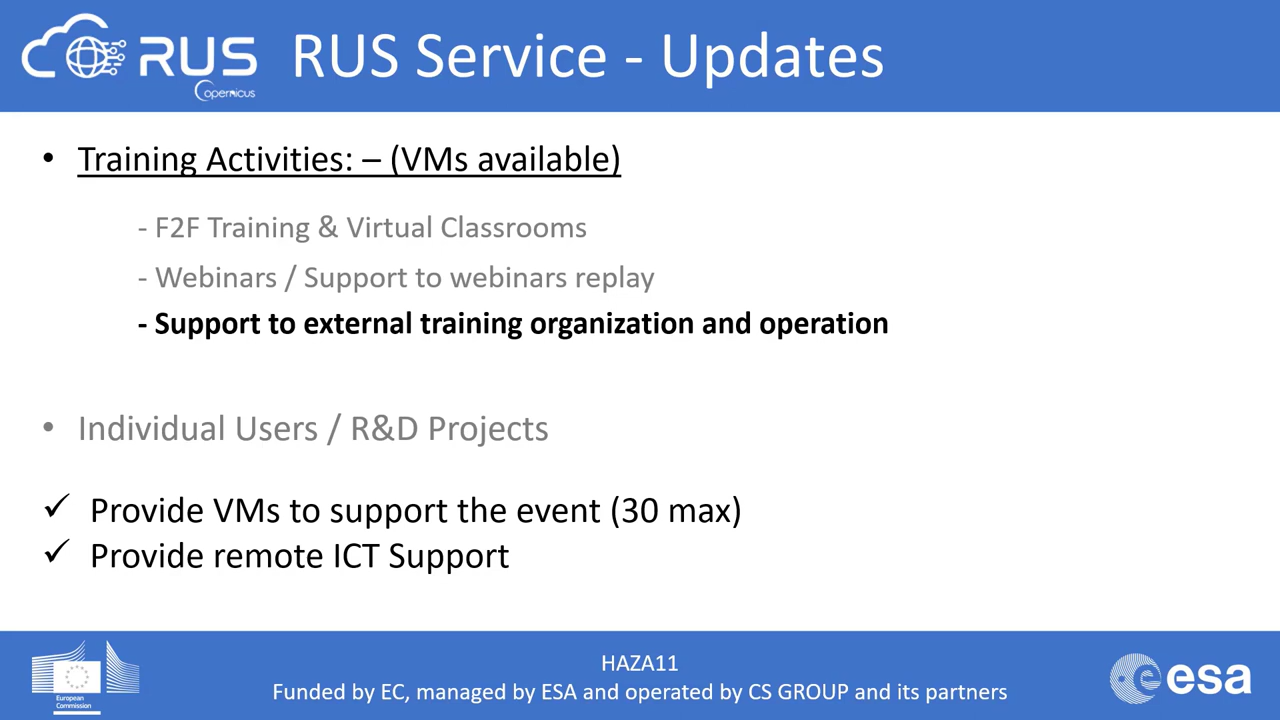 RUS
Copernicus
RUS Service - Updates
• Training Activities: – (VMs available)
- F2F Training & Virtual Classrooms
- Webinars / Support to webinars replay
- Support to external training organization and operation
• Individual Users / R&D Projects
✓ Provide VMs to support the event (30 max)
✓ Provide remote ICT Support
HAZA11
Funded by EC, managed by ESA and operated by CS GROUP and its partners
European
Commission
esa